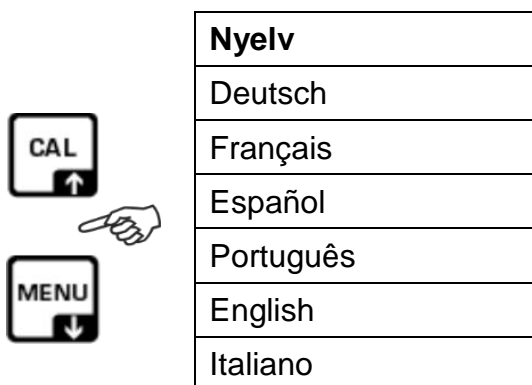 CAL
MENU
Nyelv
Deutsch
Français
Español
Português
English
Italiano